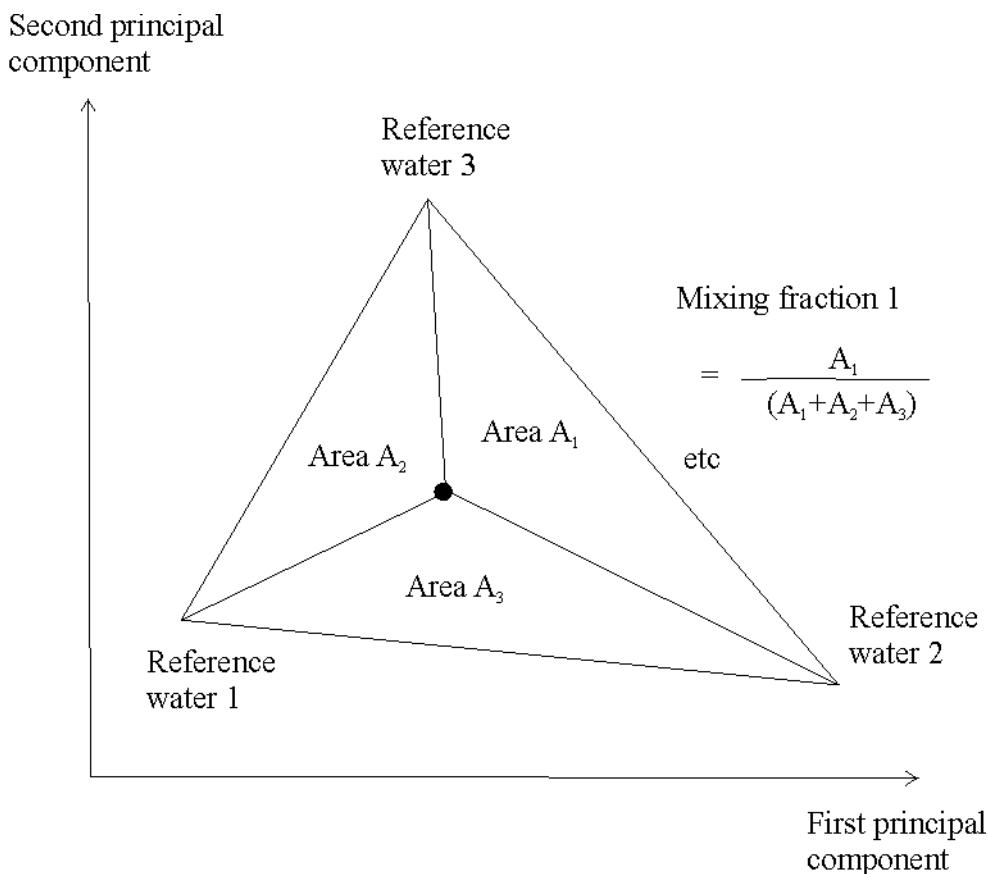 Second principal
component
Reference
water 3
Mixing fraction 1
= A₁
(A₁+A₂+A₃)
Area A₁
Area A₂
etc
Area A₃
Reference
water 2
Reference
water 1
First principal
component